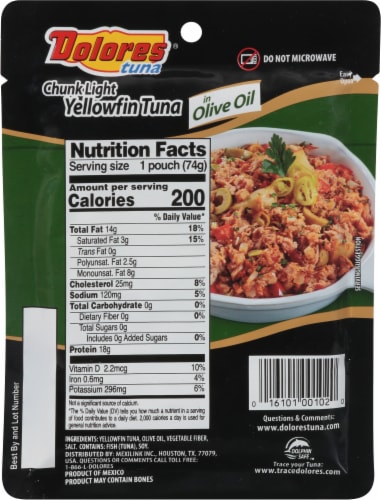 Dolores®
tuna
DO NOT MICROWAVE
Chunk Light
Yellowfin Tuna
in
Olive Oil
Easy
Open
Nutrition Facts
Serving size 1 pouch (74g)
Amount per serving
Calories 200
% Daily Value*
Total Fat 14g 18%
Saturated Fat 3g 15%
Trans Fat 0g
Polyunsat. Fat 2.5g
Monounsat. Fat 8g
Cholesterol 25mg 8%
Sodium 120mg 5%
Total Carbohydrate 0g 0%
Dietary Fiber 0g 0%
Total Sugars 0g
Includes 0g Added Sugars 0%
Protein 18g
Vitamin D 2.2mcg 10%
Iron 0.6mg 4%
Potassium 296mg 6%
Not a significant source of calcium.
*The % Daily Value (DV) tells you how much a nutrient in a serving
of food contributes to a daily diet. 2,000 calories a day is used for
general nutrition advice.
INGREDIENTS: YELLOWFIN TUNA, OLIVE OIL, VEGETABLE FIBER,
SALT. CONTAINS: FISH (TUNA), SOY.
DISTRIBUTED BY: MEXILINK INC., HOUSTON, TX, 77079,
USA. QUESTIONS OR COMMENTS CALL TOLL FREE:
1-866-L DOLORES
PRODUCT OF MEXICO
PRODUCT MAY CONTAIN BONES
Best By and Lot Number
SERVING SUGGESTION
0 16101 00102 0
Questions & Comments:
www.dolorestuna.com
DOLPHIN
SAFE
Trace your Tuna:
www.tracedolores.com